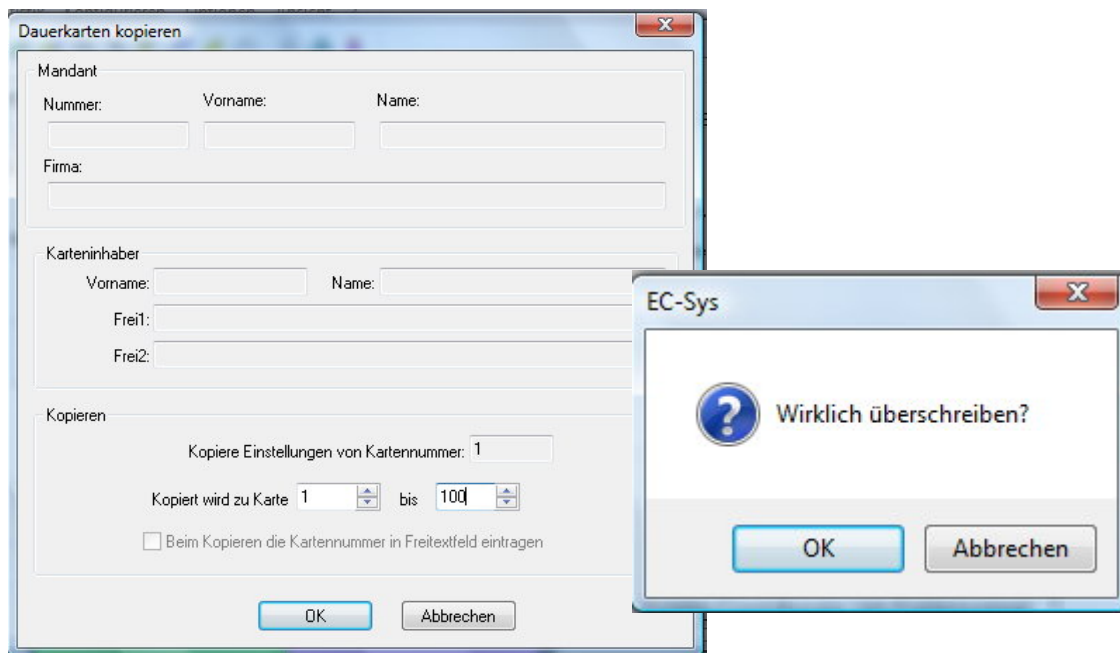 Dauerkarten kopieren
Mandant
Nummer: Vorname: Name:
Firma:
Karteninhaber
Vorname: Name:
Frei1:
Frei2:
Kopieren
Kopiere Einstellungen von Kartennummer: 1
Kopiert wird zu Karte 1 bis 100
Beim Kopieren die Kartennummer in Freitextfeld eintragen
OK Abbrechen
EC-Sys
Wirklich überschreiben?
OK Abbrechen